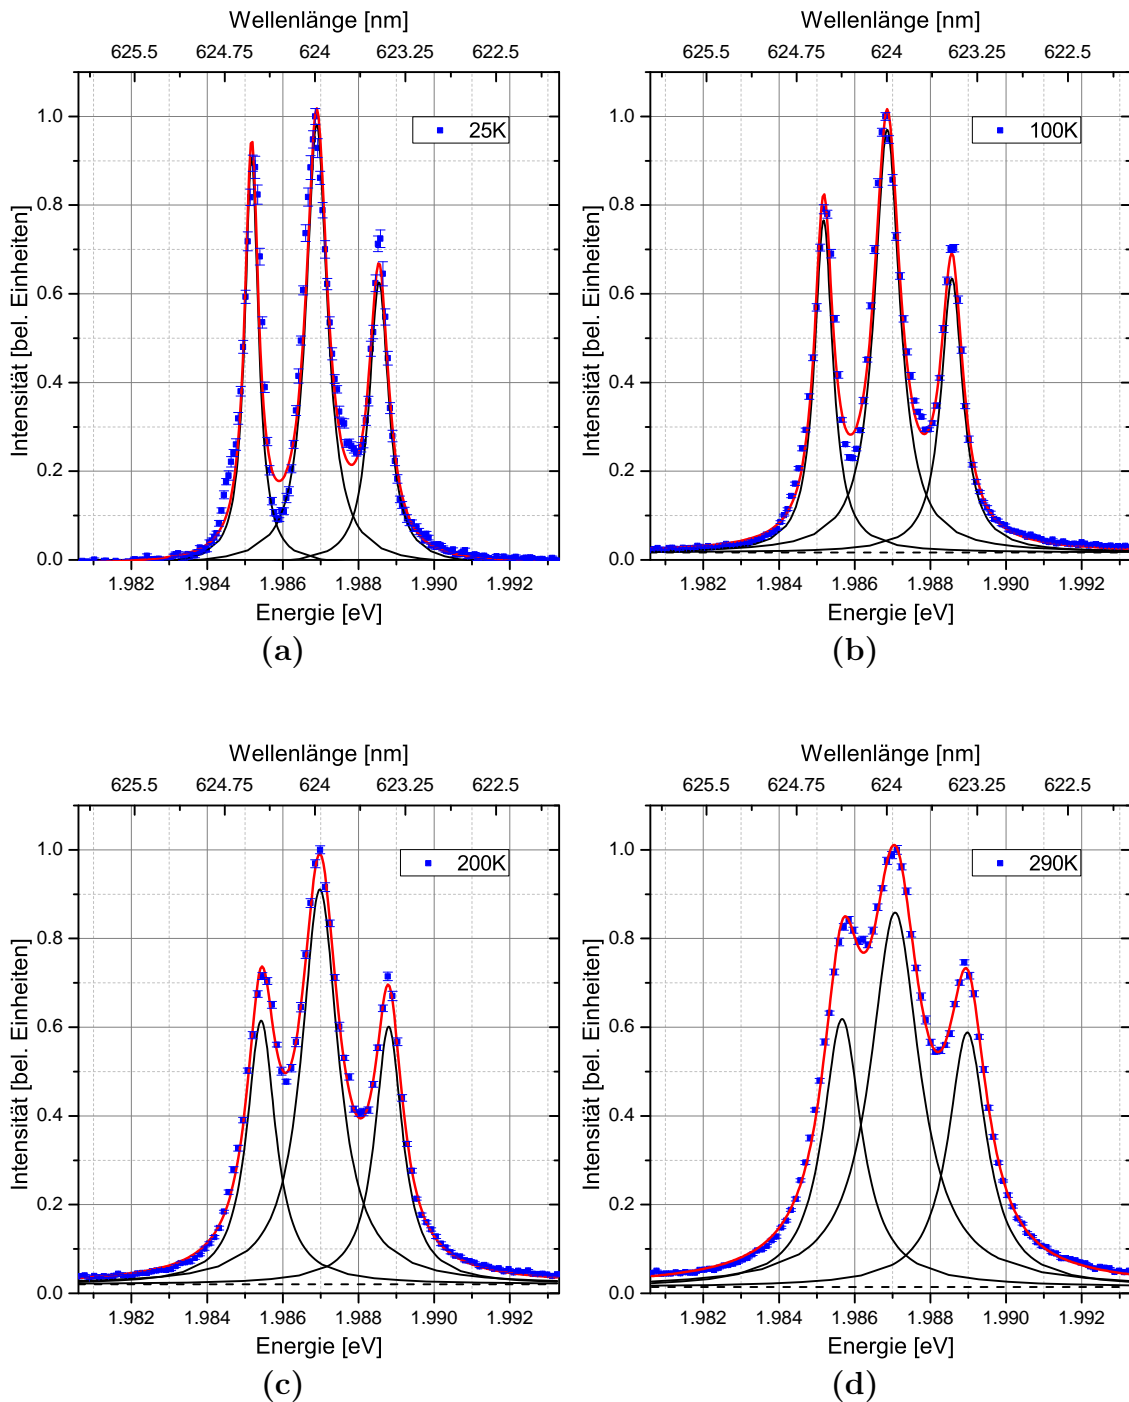 Wellenlänge [nm]
625.5 624.75 624 623.25 622.5
1.0
0.8
0.6
0.4
0.2
0.0
Intensität [bel. Einheiten]
25K
1.982 1.984 1.986 1.988 1.990 1.992
Energie [eV]
(a)
Wellenlänge [nm]
625.5 624.75 624 623.25 622.5
1.0
0.8
0.6
0.4
0.2
0.0
Intensität [bel. Einheiten]
100K
1.982 1.984 1.986 1.988 1.990 1.992
Energie [eV]
(b)
Wellenlänge [nm]
625.5 624.75 624 623.25 622.5
1.0
0.8
0.6
0.4
0.2
0.0
Intensität [bel. Einheiten]
200K
1.982 1.984 1.986 1.988 1.990 1.992
Energie [eV]
(c)
Wellenlänge [nm]
625.5 624.75 624 623.25 622.5
1.0
0.8
0.6
0.4
0.2
0.0
Intensität [bel. Einheiten]
290K
1.982 1.984 1.986 1.988 1.990 1.992
Energie [eV]
(d)